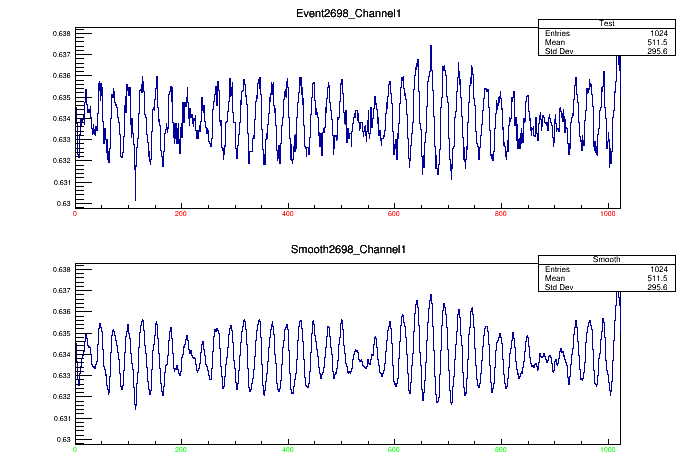 Event2698_Channel1
Test
Entries 1024
Mean 511.5
Std Dev 295.6
0.638
0.637
0.636
0.635
0.634
0.633
0.632
0.631
0.63
0 200 400 600 800 1000
Smooth2698_Channel1
Smooth
Entries 1024
Mean 511.5
Std Dev 295.6
0.638
0.637
0.636
0.635
0.634
0.633
0.632
0.631
0.63
0 200 400 600 800 1000